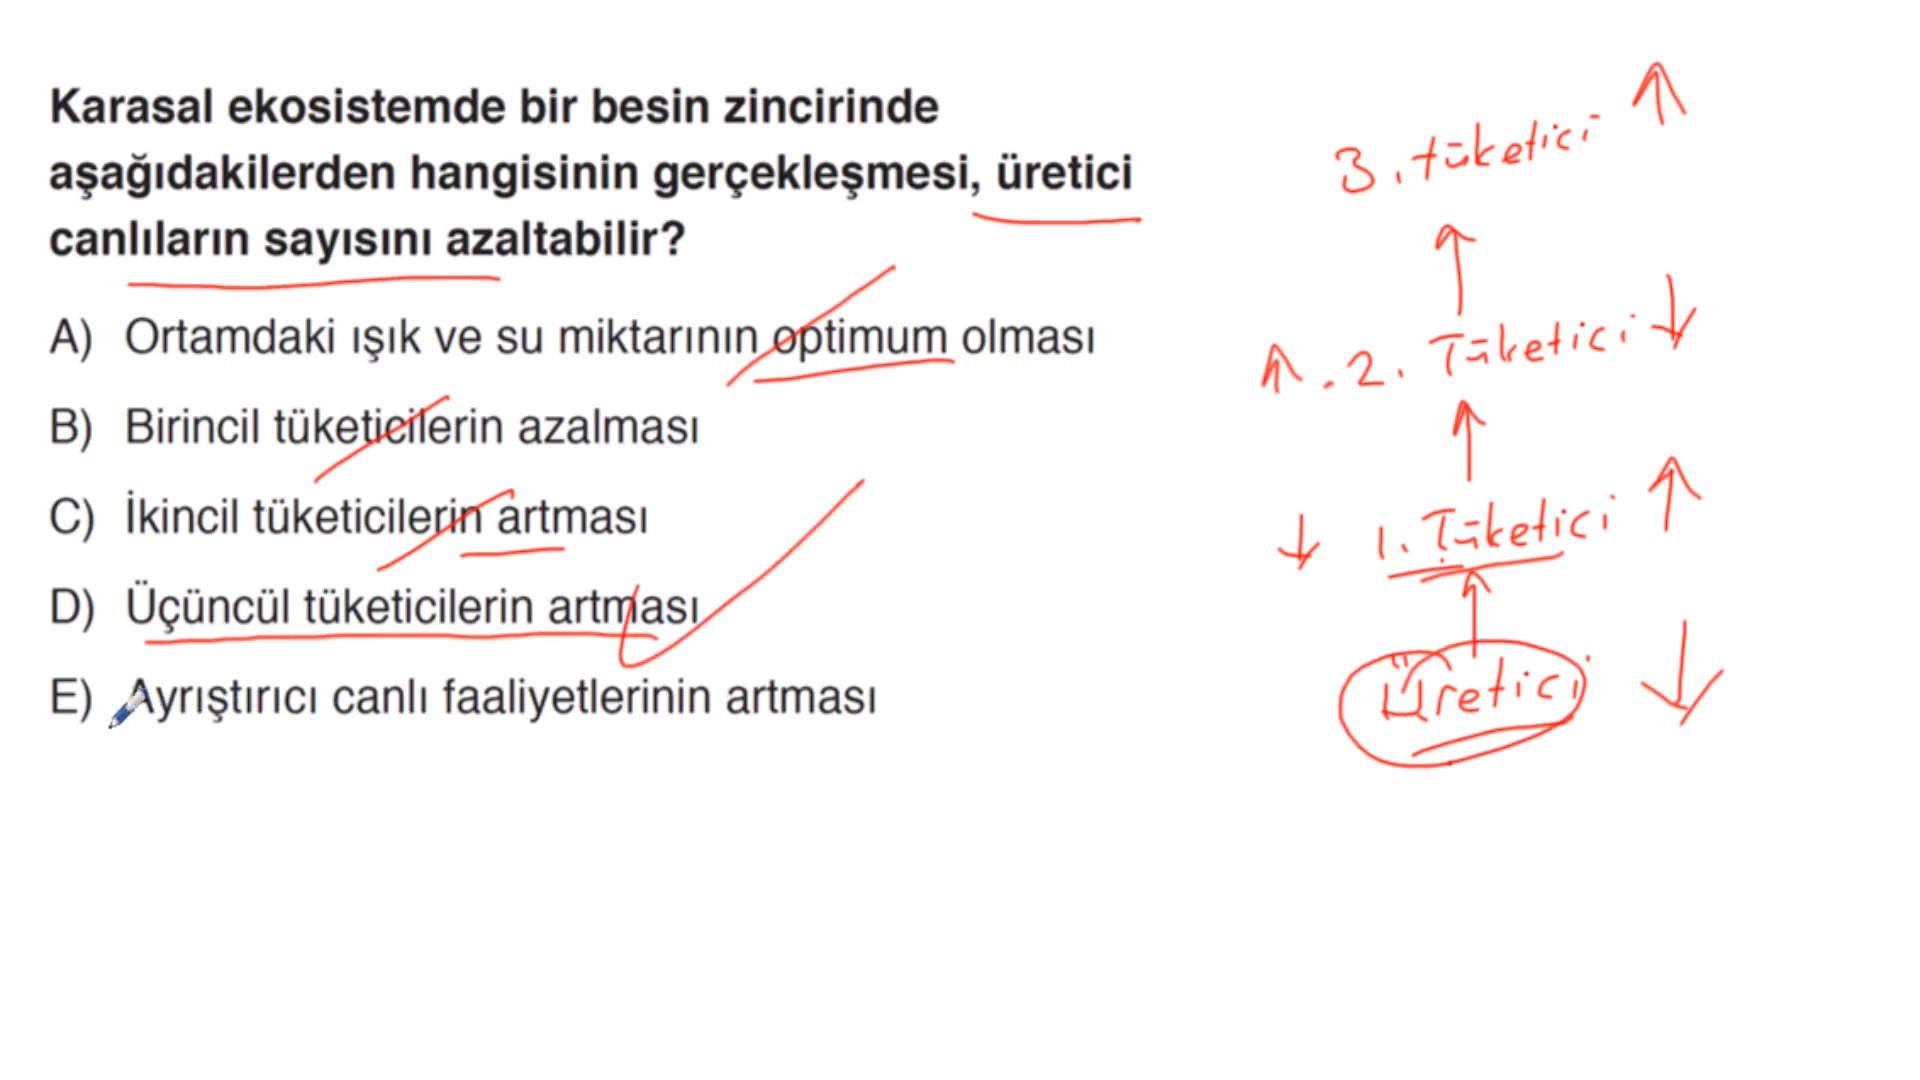 Karasal ekosistemde bir besin zincirinde
aşağıdakilerden hangisinin gerçekleşmesi, üretici
canlıların sayısını azaltabilir?
A) Ortamdaki ışık ve su miktarının optimum olması
B) Birincil tüketicilerin azalması
C) İkincil tüketicilerin artması
D) Üçüncül tüketicilerin artması
E) Ayrıştırıcı canlı faaliyetlerinin artması
3. tüketici ↑
↑
↑ . 2. Tüketici ↓
↑
↓ 1. Tüketici ↑
↑
Üretici ↓